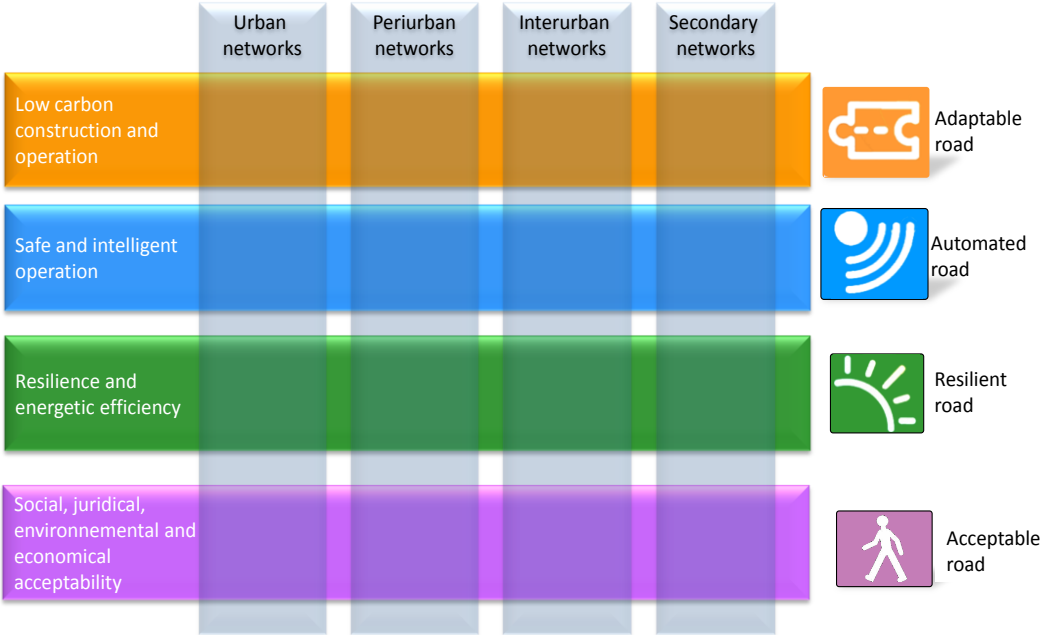 Urban
networks
Periurban
networks
Interurban
networks
Secondary
networks
Low carbon
construction and
operation
Adaptable
road
Safe and intelligent
operation
Automated
road
Resilience and
energetic efficiency
Resilient
road
Social, juridical,
environnemental and
economical
acceptability
Acceptable
road